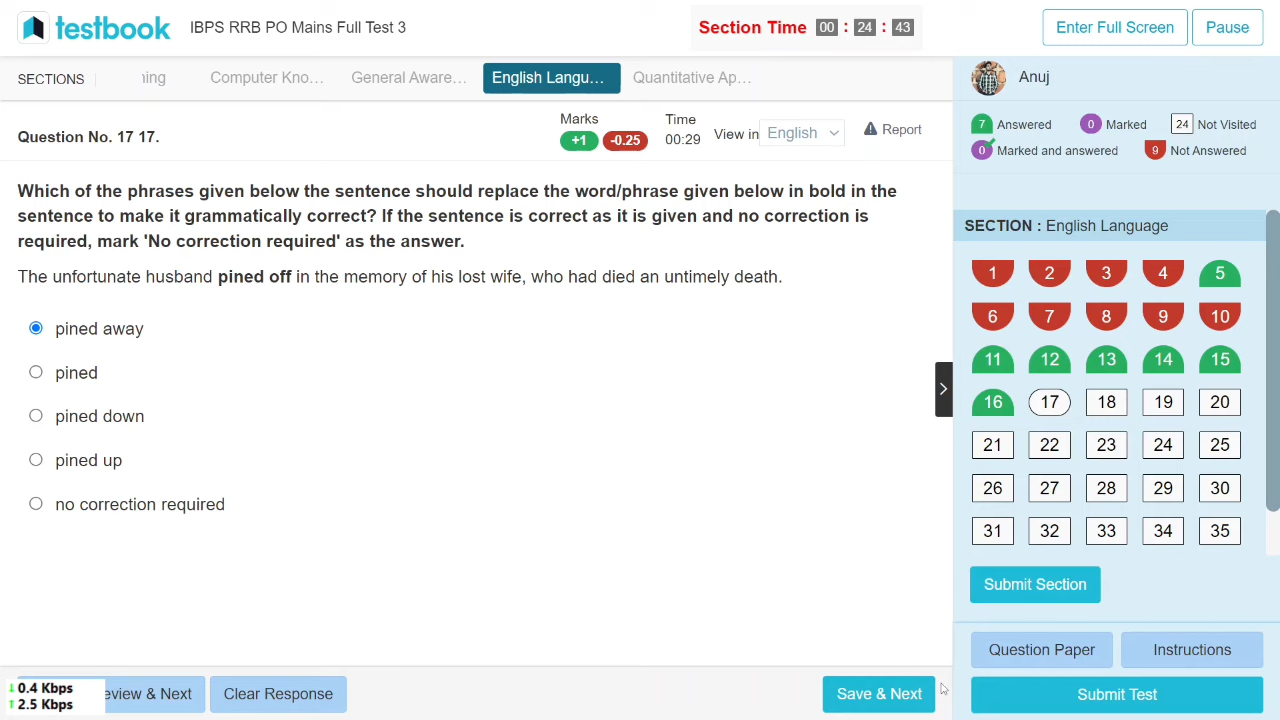 testbook
IBPS RRB PO Mains Full Test 3
Section Time 00 : 24 : 43
Enter Full Screen
Pause
SECTIONS
ning
Computer Kno...
General Aware...
English Langu...
Quantitative Ap...
Anuj
Question No. 17 17.
Marks
+1 -0.25
Time
00:29
View in English
Report
7 Answered
0 Marked
24 Not Visited
0 Marked and answered
9 Not Answered
Which of the phrases given below the sentence should replace the word/phrase given below in bold in the
sentence to make it grammatically correct? If the sentence is correct as it is given and no correction is
required, mark 'No correction required' as the answer.
The unfortunate husband pined off in the memory of his lost wife, who had died an untimely death.
pined away
pined
pined down
pined up
no correction required
SECTION : English Language
1 2 3 4 5
6 7 8 9 10
11 12 13 14 15
16 17 18 19 20
21 22 23 24 25
26 27 28 29 30
31 32 33 34 35
Submit Section
Question Paper
Instructions
Submit Test
0.4 Kbps
2.5 Kbps
eview & Next
Clear Response
Save & Next